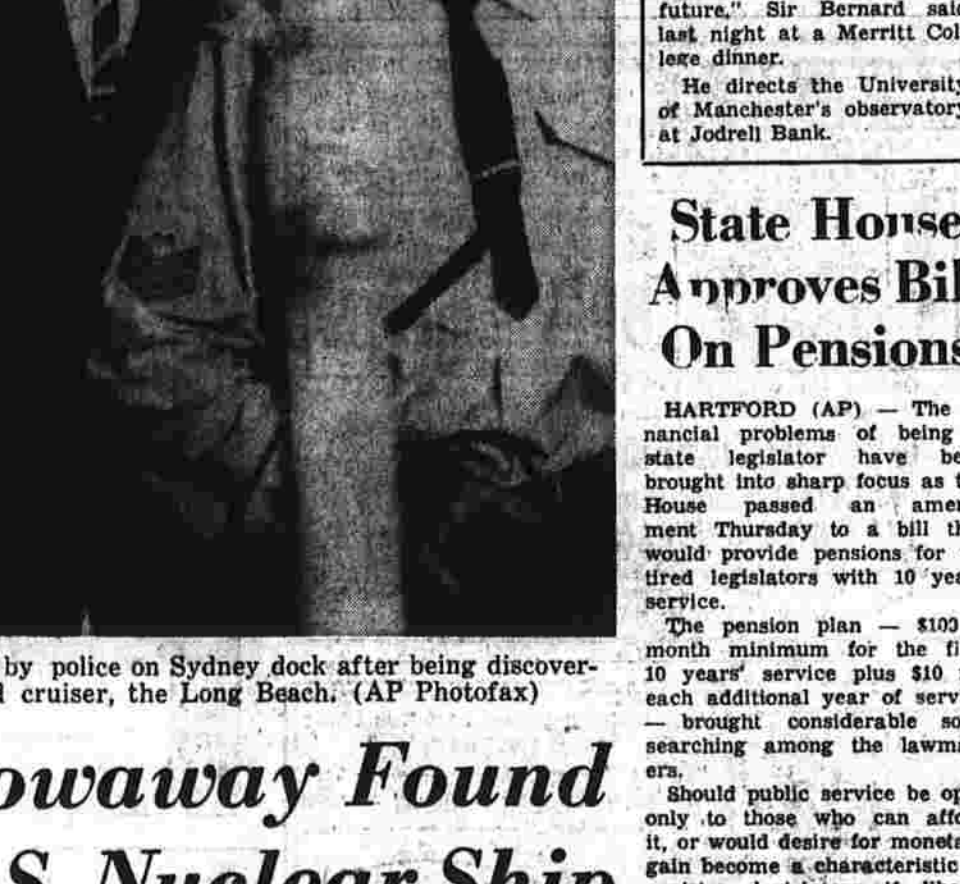 by police on Sydney dock after being discover-
cruiser, the Long Beach. (AP Photofax)
owaway Found
S. Nuclear Ship
future." Sir Bernard said
last night at a Merritt Col-
lege dinner.
He directs the University
of Manchester's observatory
at Jodrell Bank.
State House
Approves Bil
On Pensions
HARTFORD (AP) — The
nancial problems of being
state legislator have be
brought into sharp focus as t
House passed an amen
ment Thursday to a bill th
would provide pensions for
tired legislators with 10 yea
service.
The pension plan — $100
month minimum for the fi
10 years' service plus $10
each additional year of serv
— brought considerable so
searching among the lawma
ers.
Should public service be op
only to those who can affo
it, or would desire for moneta
gain become a characteristic